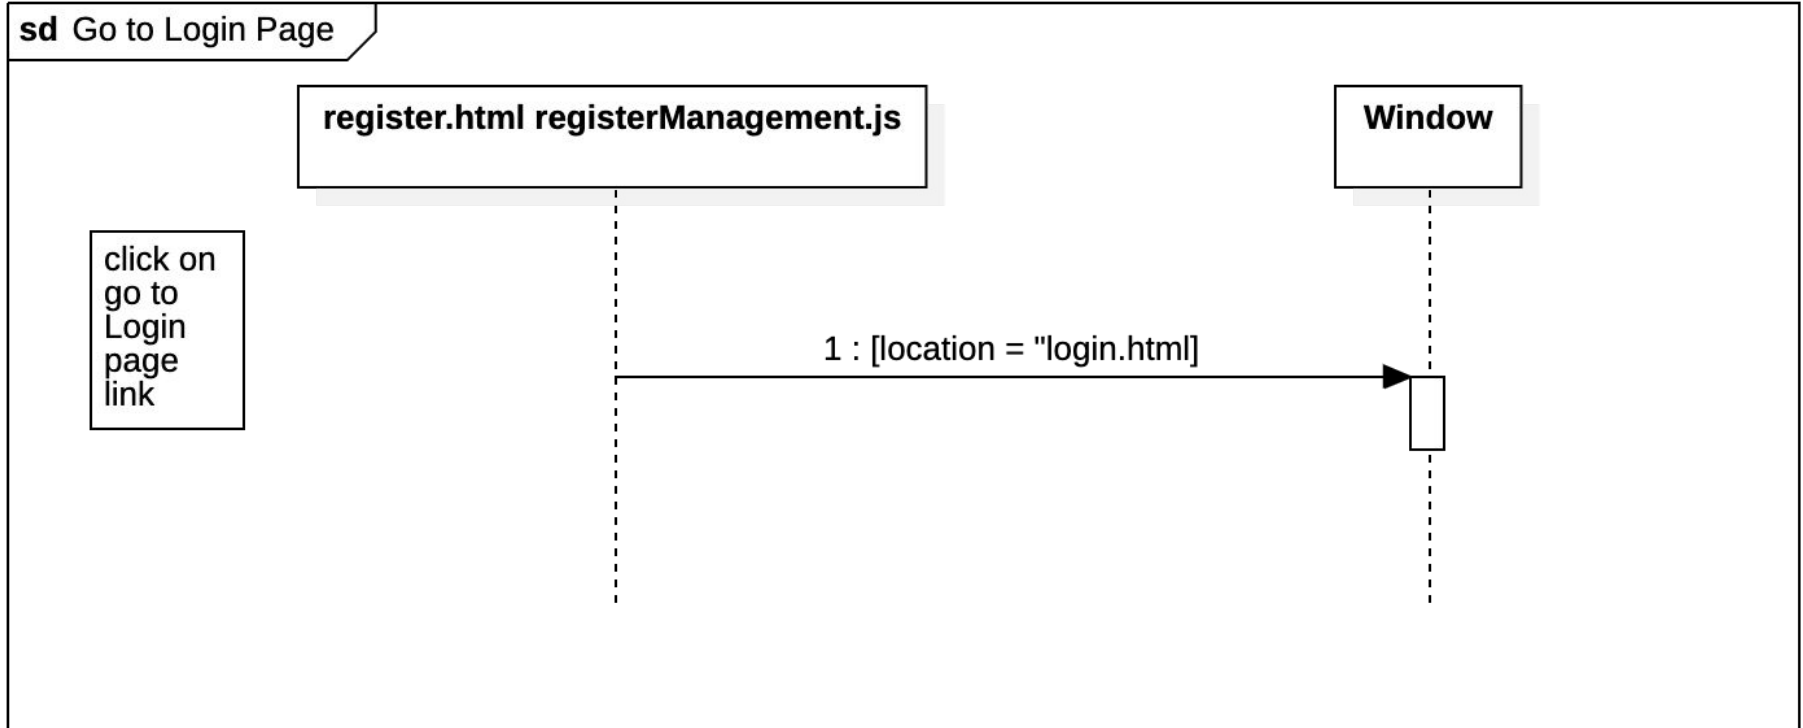 sd Go to Login Page
register.html registerManagement.js
Window
click on
go to
Login
page
link
1 : [location = "login.html]